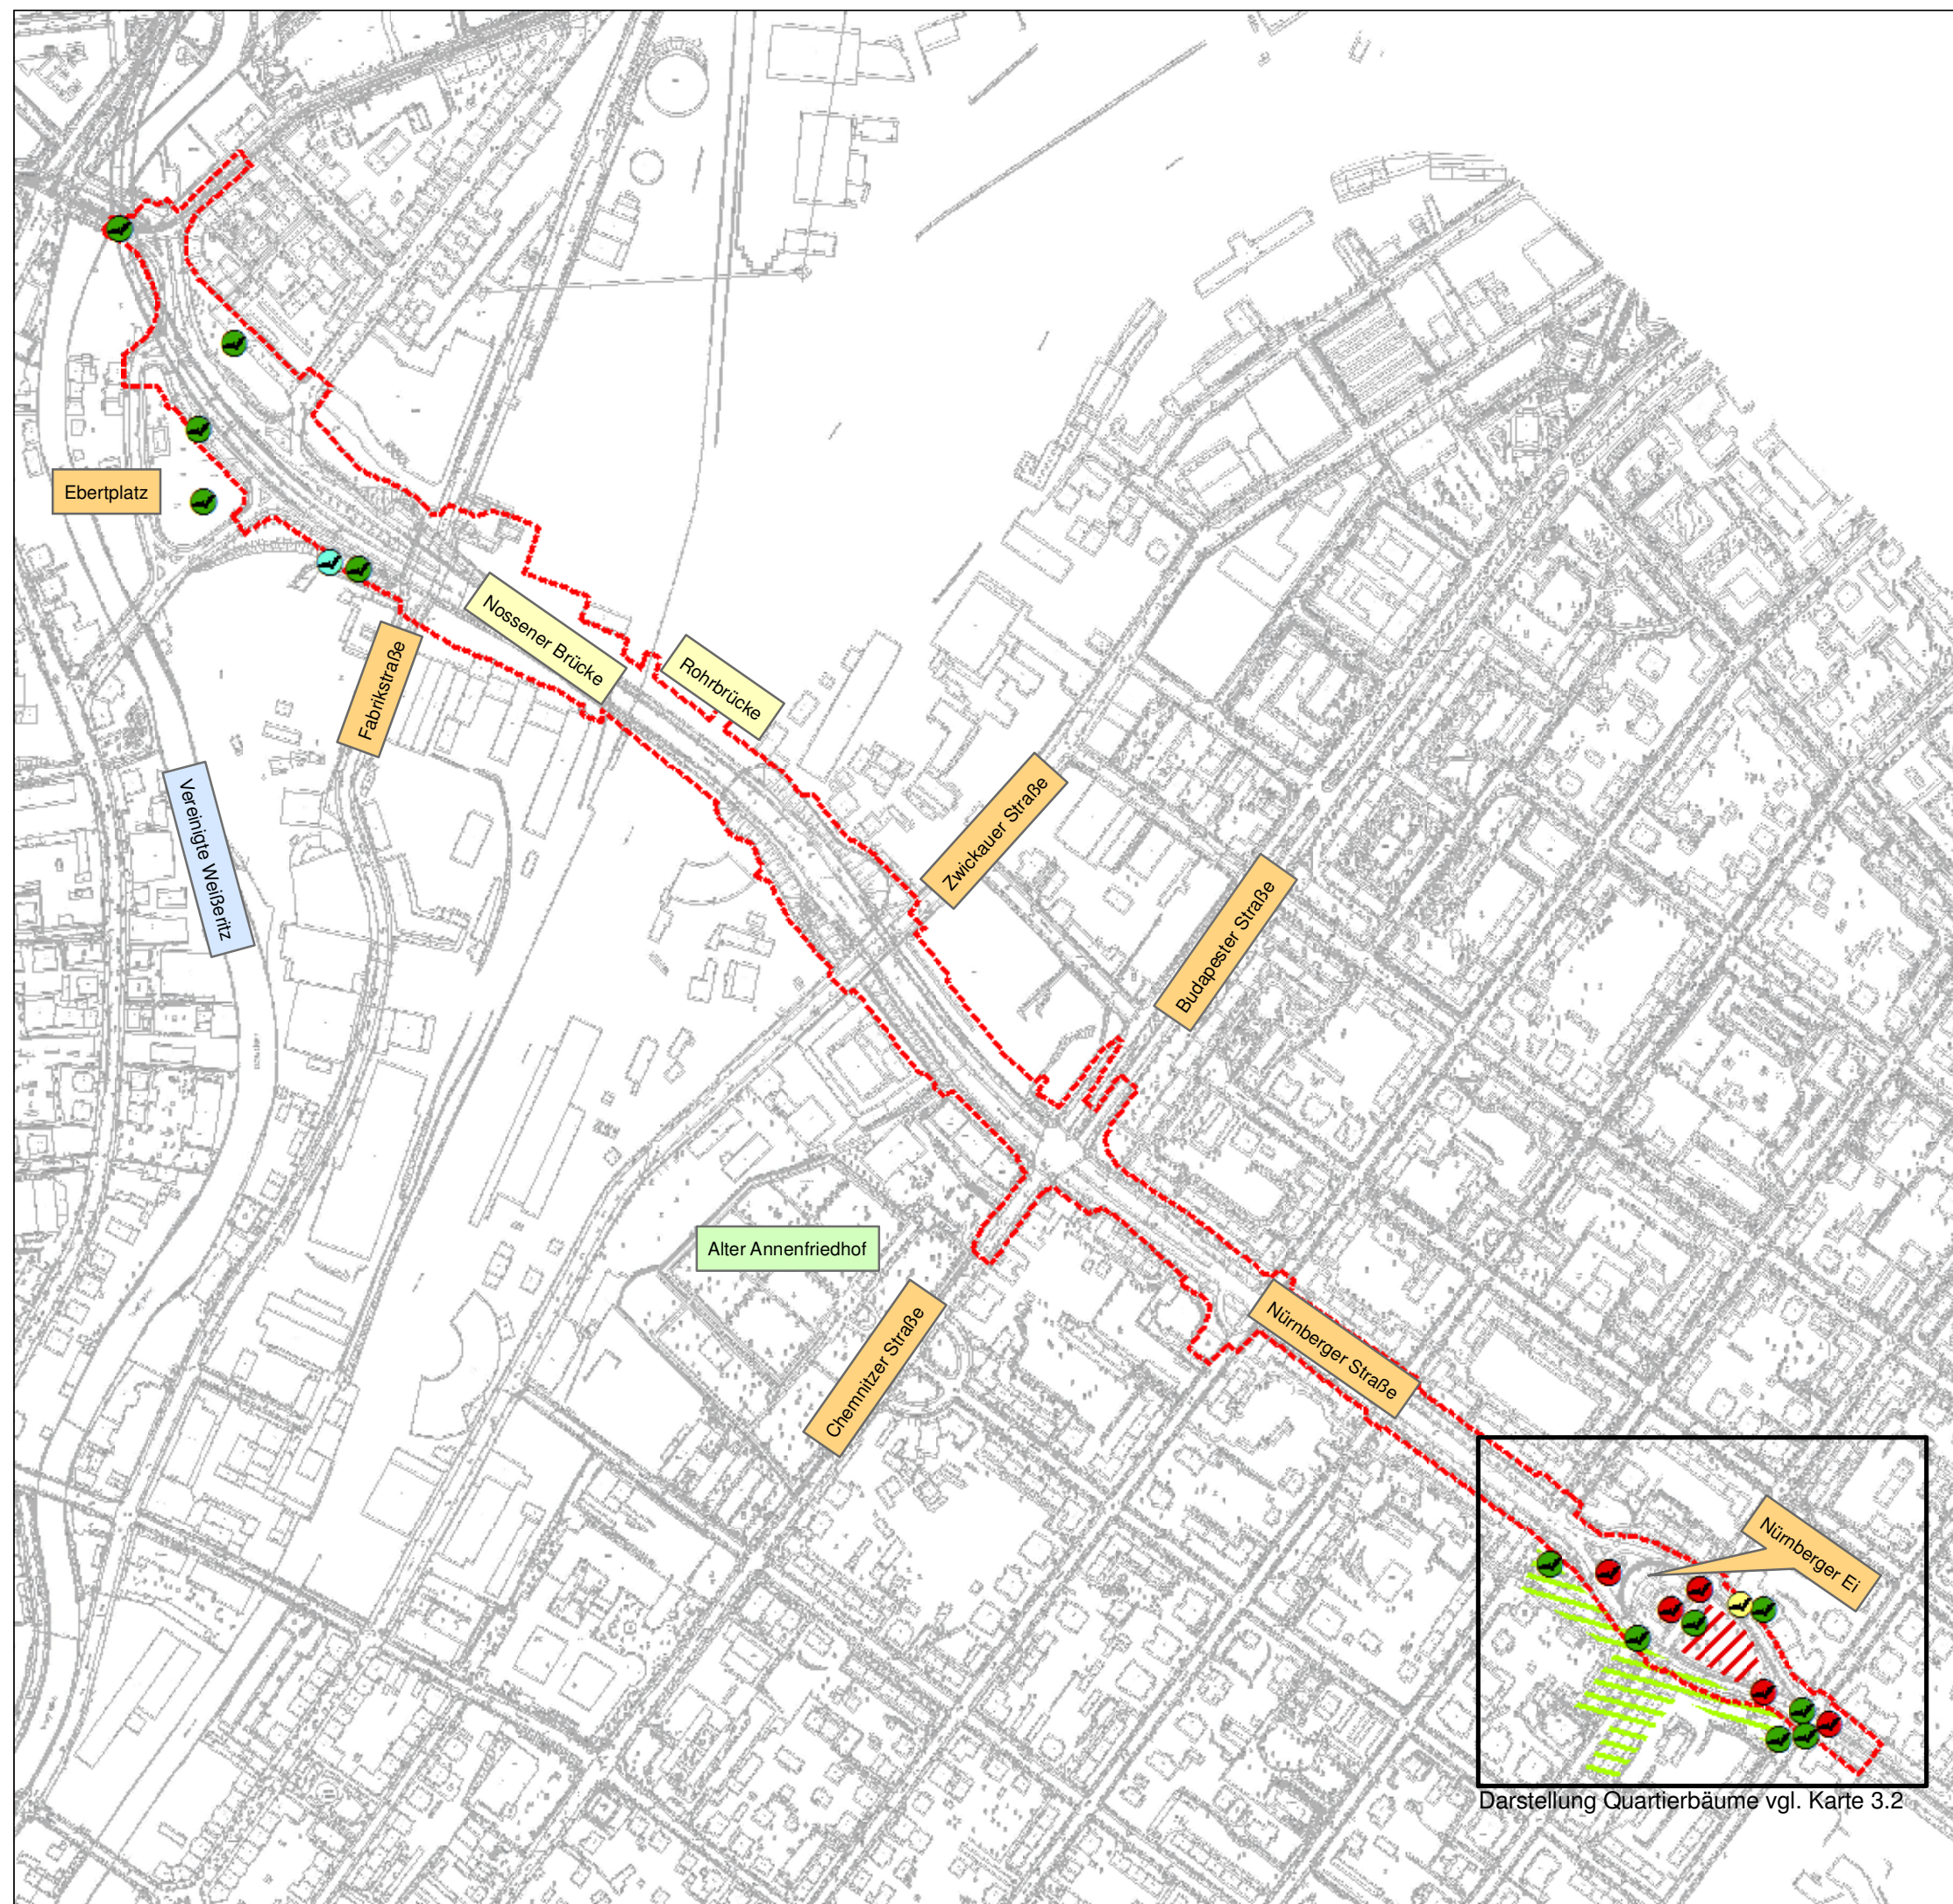 Ebertplatz
Nossener Brücke
Rohrbrücke
Fabrikstraße
Vereinigte Weißeritz
Zwickauer Straße
Budapester Straße
Alter Annenfriedhof
Chemnitzer Straße
Nürnberger Straße
Nürnberger Ei
Darstellung Quartierbäume vgl. Karte 3.2